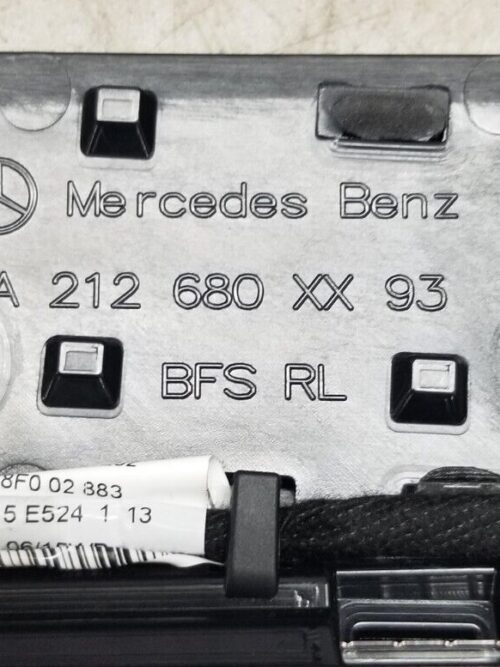 Mercedes Benz
A 212 680 XX 93
BFS RL
8F0 02 883
5 E524 1 13